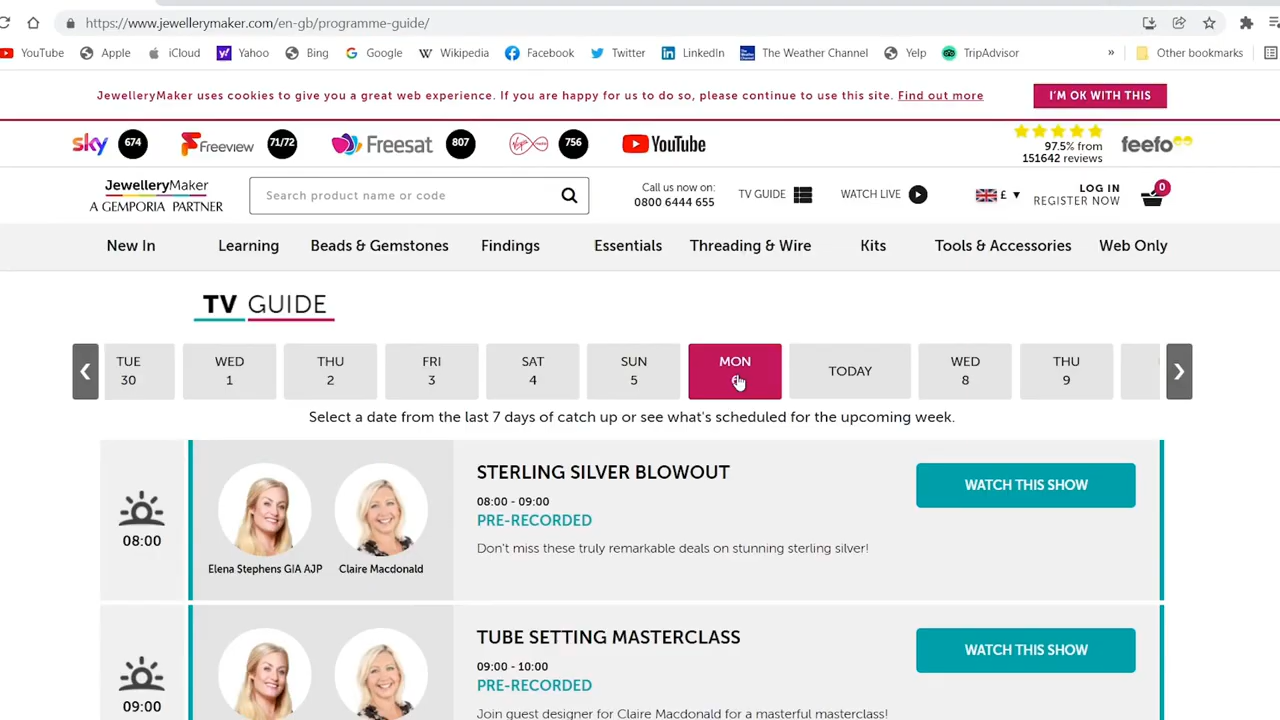 https://www.jewellerymaker.com/en-gb/programme-guide/
YouTube Apple iCloud Yahoo Bing Google Wikipedia Facebook Twitter LinkedIn The Weather Channel Yelp TripAdvisor » Other bookmarks
JewelleryMaker uses cookies to give you a great web experience. If you are happy for us to do so, please continue to use this site. Find out more
I'M OK WITH THIS
sky 674 Freeview 71/72 Freesat 807 Virgin media 756 YouTube
97.5% from
151642 reviews
feefo
JewelleryMaker
A GEMPORIA PARTNER
Search product name or code
Call us now on:
0800 6444 655
TV GUIDE
WATCH LIVE
£ ▼
LOG IN
REGISTER NOW
0
New In Learning Beads & Gemstones Findings Essentials Threading & Wire Kits Tools & Accessories Web Only
TV GUIDE
❮ TUE WED THU FRI SAT SUN MON TODAY WED THU ❯
30 1 2 3 4 5 8 9
Select a date from the last 7 days of catch up or see what's scheduled for the upcoming week.
08:00
Elena Stephens GIA AJP
Claire Macdonald
STERLING SILVER BLOWOUT
08:00 - 09:00
PRE-RECORDED
Don't miss these truly remarkable deals on stunning sterling silver!
WATCH THIS SHOW
09:00
TUBE SETTING MASTERCLASS
09:00 - 10:00
PRE-RECORDED
Join guest designer for Claire Macdonald for a masterful masterclass!
WATCH THIS SHOW